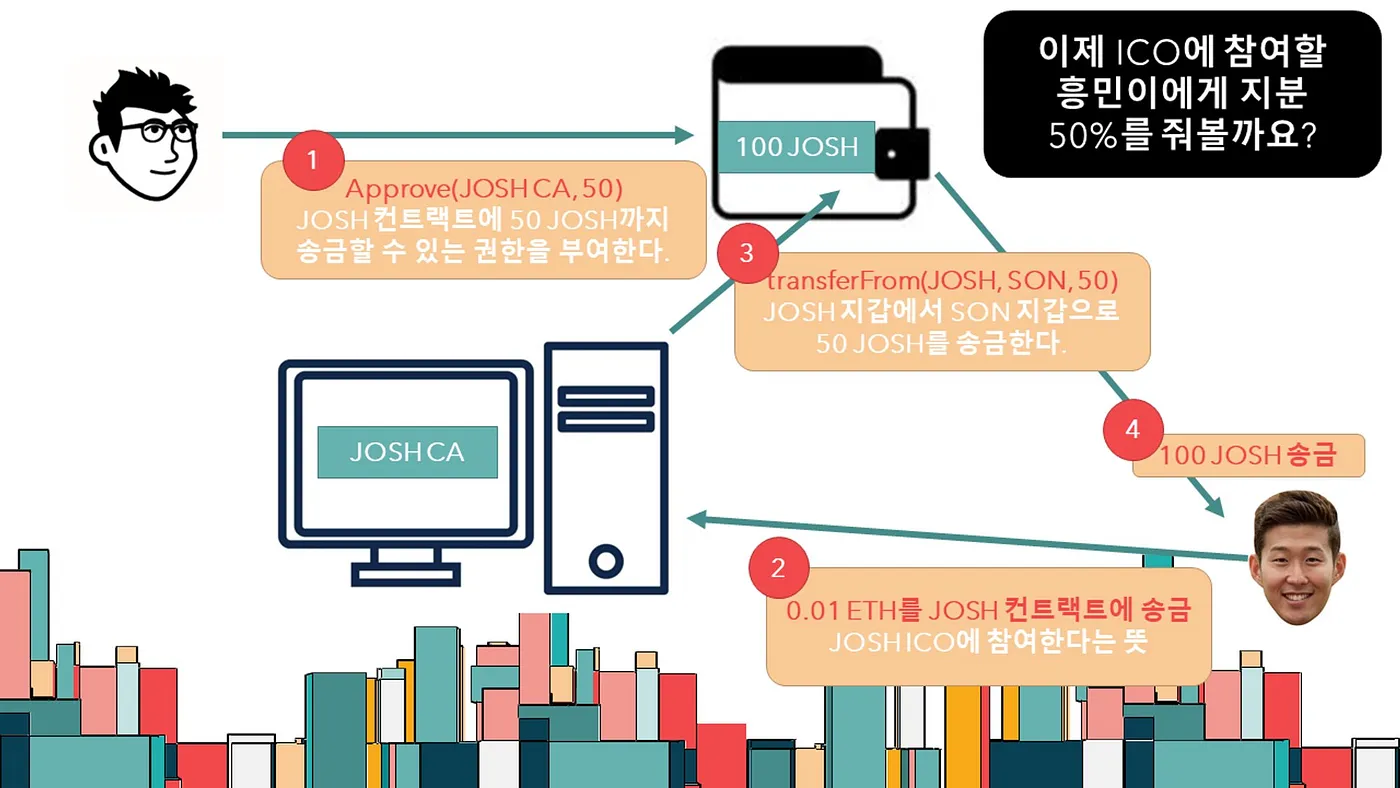 이제 ICO에 참여할
흥민이에게 지분
50%를 줘볼까요?
100 JOSH
1
Approve(JOSH CA, 50)
JOSH 컨트랙트에 50 JOSH까지
송금할 수 있는 권한을 부여한다.
3
transferFrom(JOSH, SON, 50)
JOSH 지갑에서 SON 지갑으로
50 JOSH를 송금한다.
JOSH CA
4
100 JOSH 송금
2
0.01 ETH를 JOSH 컨트랙트에 송금
JOSH ICO에 참여한다는 뜻